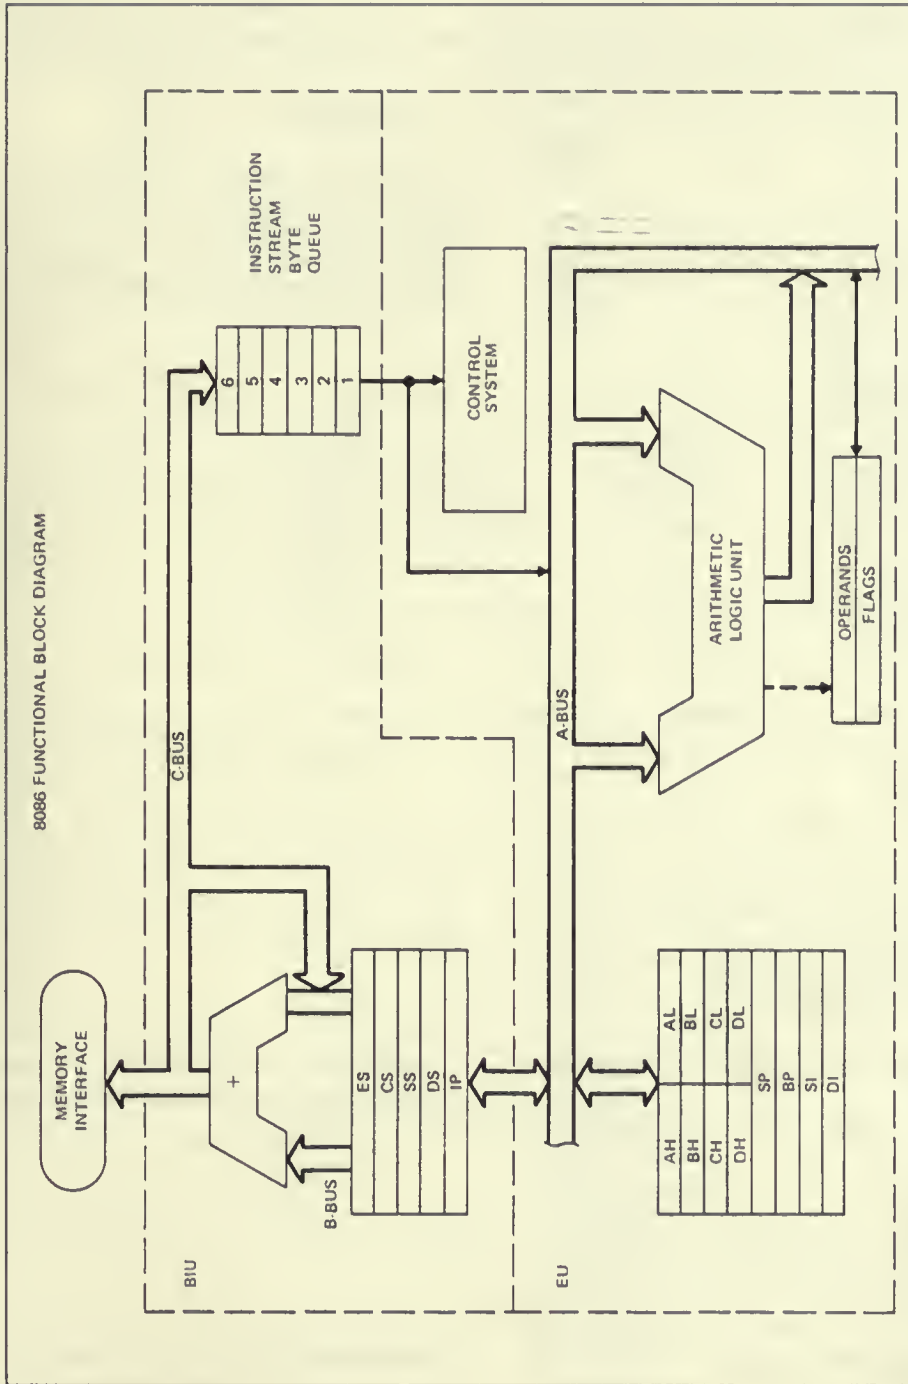 8086 FUNCTIONAL BLOCK DIAGRAM
MEMORY
INTERFACE
C-BUS
BIU
+
B-BUS
ES
CS
SS
DS
IP
6
5
4
3
2
1
INSTRUCTION
STREAM
BYTE
QUEUE
CONTROL
SYSTEM
EU
A-BUS
AH AL
BH BL
CH CL
DH DL
SP
BP
SI
DI
ARITHMETIC
LOGIC UNIT
OPERANDS
FLAGS